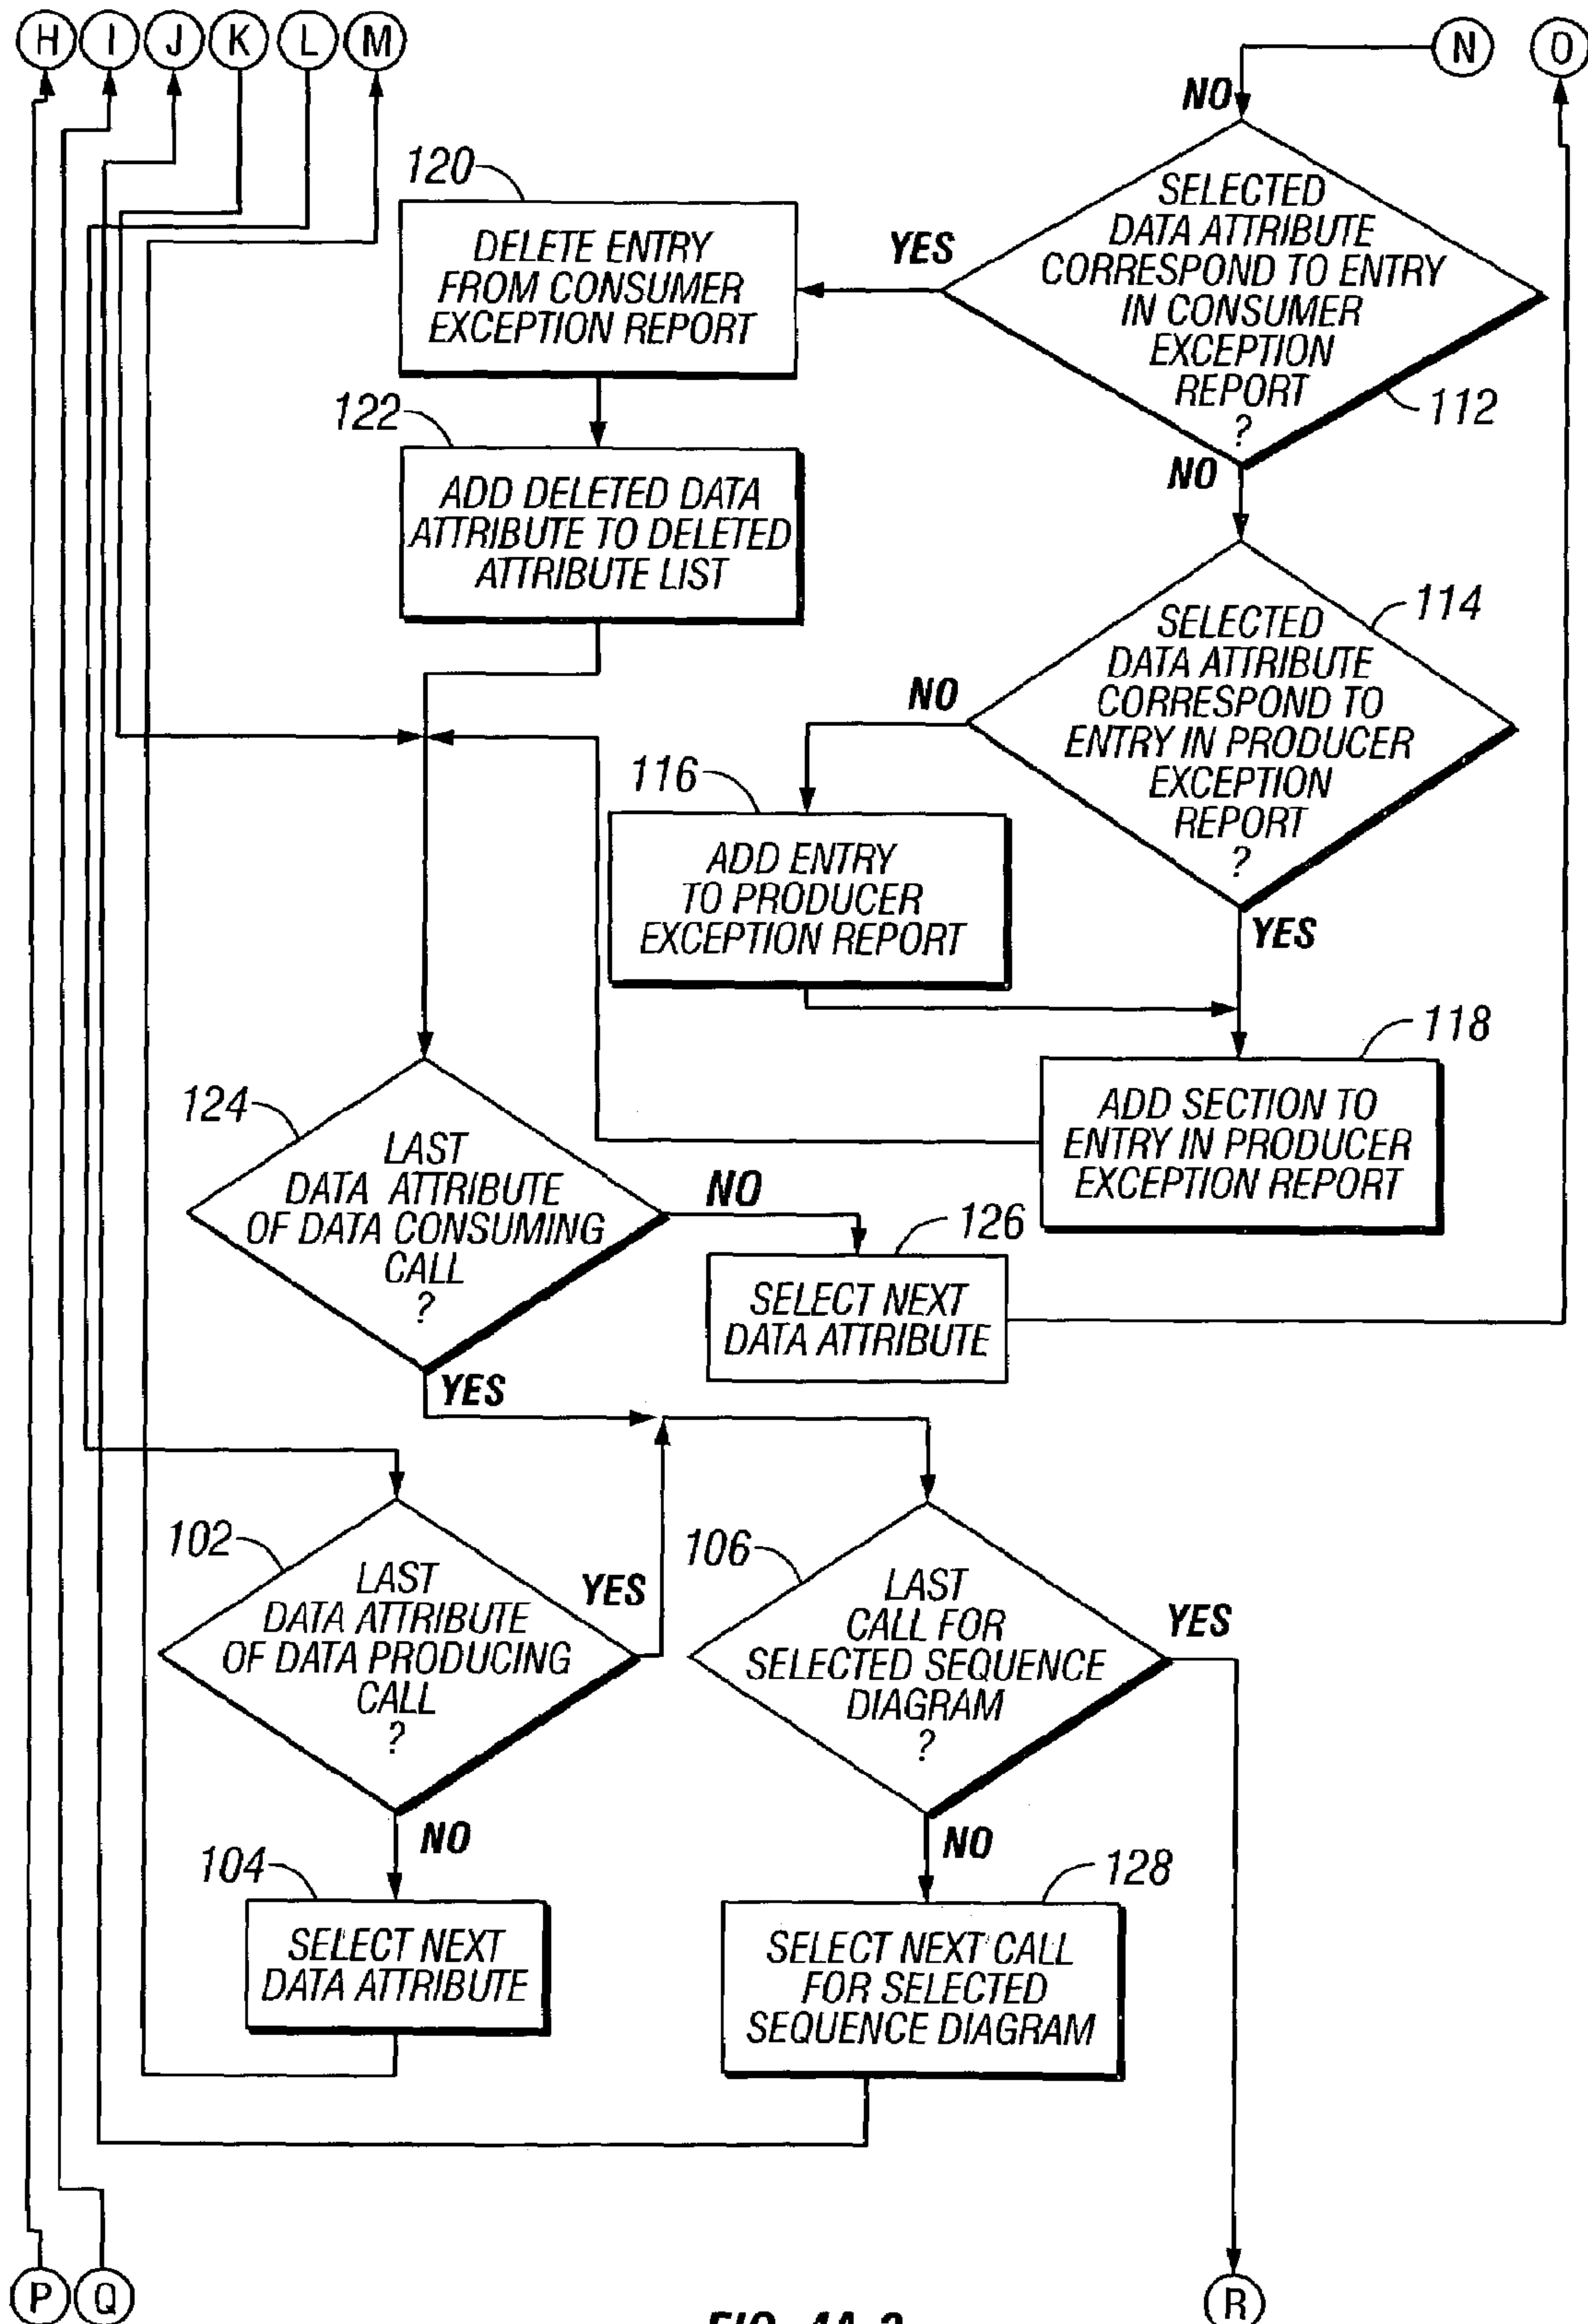 H I J K L M N O
NO
120
SELECTED
DATA ATTRIBUTE
CORRESPOND TO ENTRY
IN CONSUMER
EXCEPTION
REPORT
?
YES
DELETE ENTRY
FROM CONSUMER
EXCEPTION REPORT
112
122
NO
ADD DELETED DATA
ATTRIBUTE TO DELETED
ATTRIBUTE LIST
114
SELECTED
DATA ATTRIBUTE
CORRESPOND TO
ENTRY IN PRODUCER
EXCEPTION
REPORT
?
NO
116
ADD ENTRY
TO PRODUCER
EXCEPTION REPORT
YES
118
ADD SECTION TO
ENTRY IN PRODUCER
EXCEPTION REPORT
124
LAST
DATA ATTRIBUTE
OF DATA CONSUMING
CALL
?
NO
126
SELECT NEXT
DATA ATTRIBUTE
YES
102
LAST
DATA ATTRIBUTE
OF DATA PRODUCING
CALL
?
YES
106
LAST
CALL FOR
SELECTED SEQUENCE
DIAGRAM
?
YES
NO
NO
104
SELECT NEXT
DATA ATTRIBUTE
128
SELECT NEXT CALL
FOR SELECTED
SEQUENCE DIAGRAM
P Q R
FIG. 4A-2